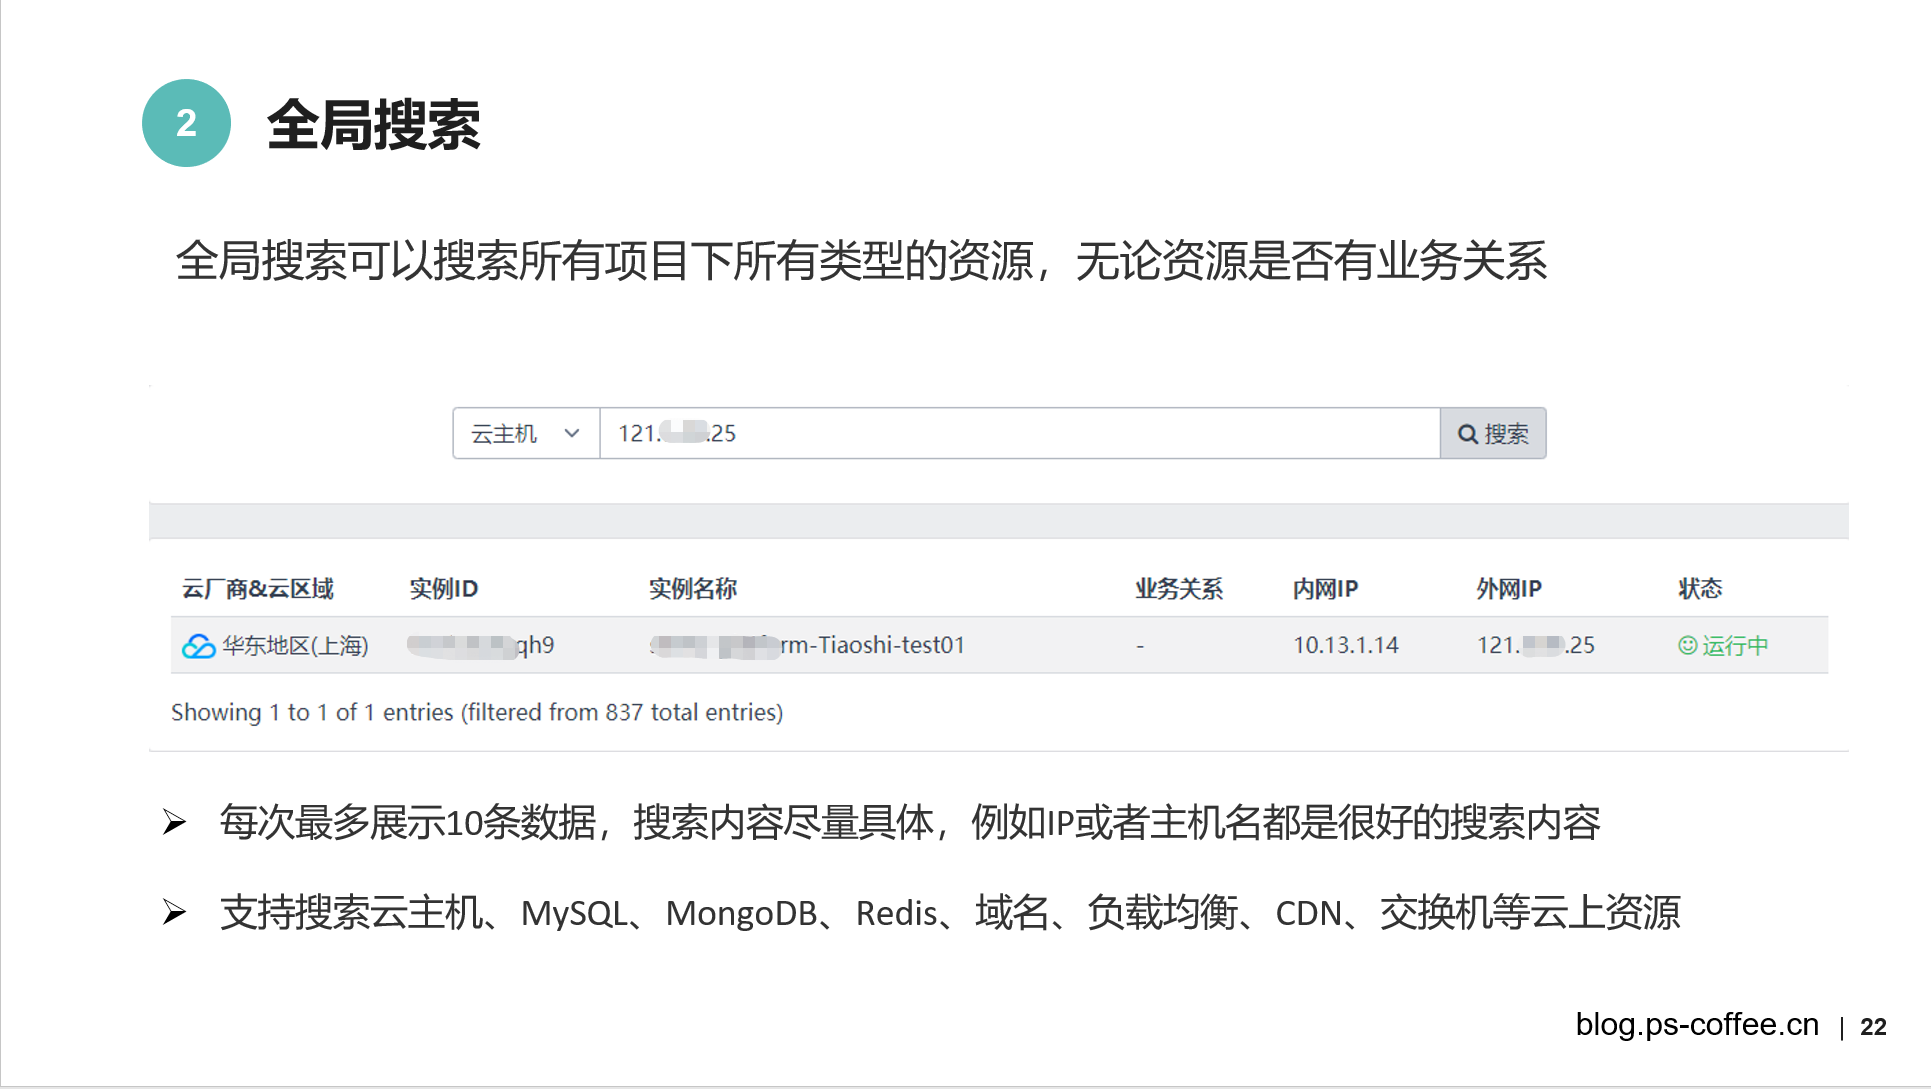 2
全局搜索
全局搜索可以搜索所有项目下所有类型的资源，无论资源是否有业务关系
云主机 121. .25 搜索
云厂商&云区域 实例ID 实例名称 业务关系 内网IP 外网IP 状态
华东地区(上海) qh9 rm-Tiaoshi-test01 - 10.13.1.14 121. .25 运行中
Showing 1 to 1 of 1 entries (filtered from 837 total entries)
➢ 每次最多展示10条数据，搜索内容尽量具体，例如IP或者主机名都是很好的搜索内容
➢ 支持搜索云主机、MySQL、MongoDB、Redis、域名、负载均衡、CDN、交换机等云上资源
blog.ps-coffee.cn | 22